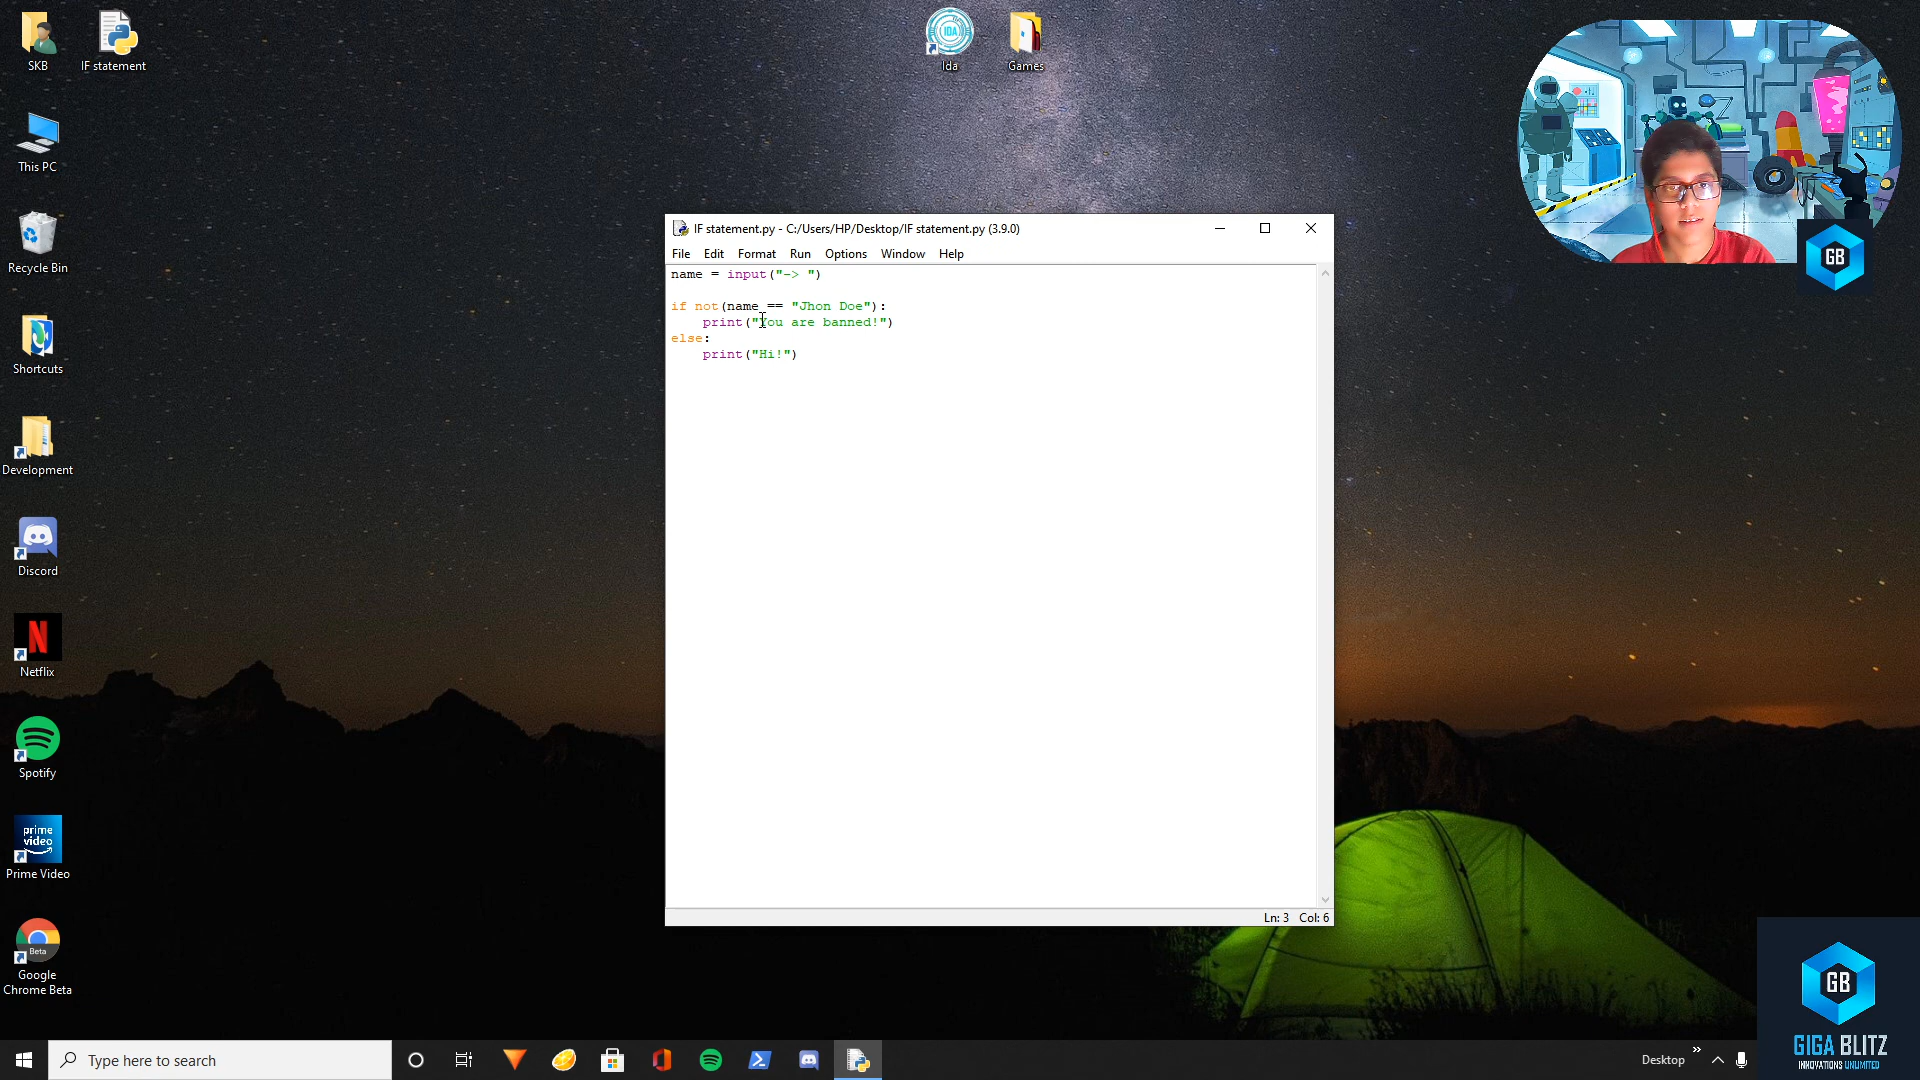 SKB
IF statement
Ida
IDA
Games
This PC
Recycle Bin
Shortcuts
Development
Discord
N
Netflix
Spotify
prime
video
Prime Video
Beta
Google
Chrome Beta
IF statement.py - C:/Users/HP/Desktop/IF statement.py (3.9.0)
File Edit Format Run Options Window Help
name = input("-> ")
if not(name == "Jhon Doe"):
print("You are banned!")
else:
print("Hi!")
Ln: 3 Col: 6
GB
GB
GIGA BLITZ
INNOVATIONS UNLIMITED
Type here to search
Desktop